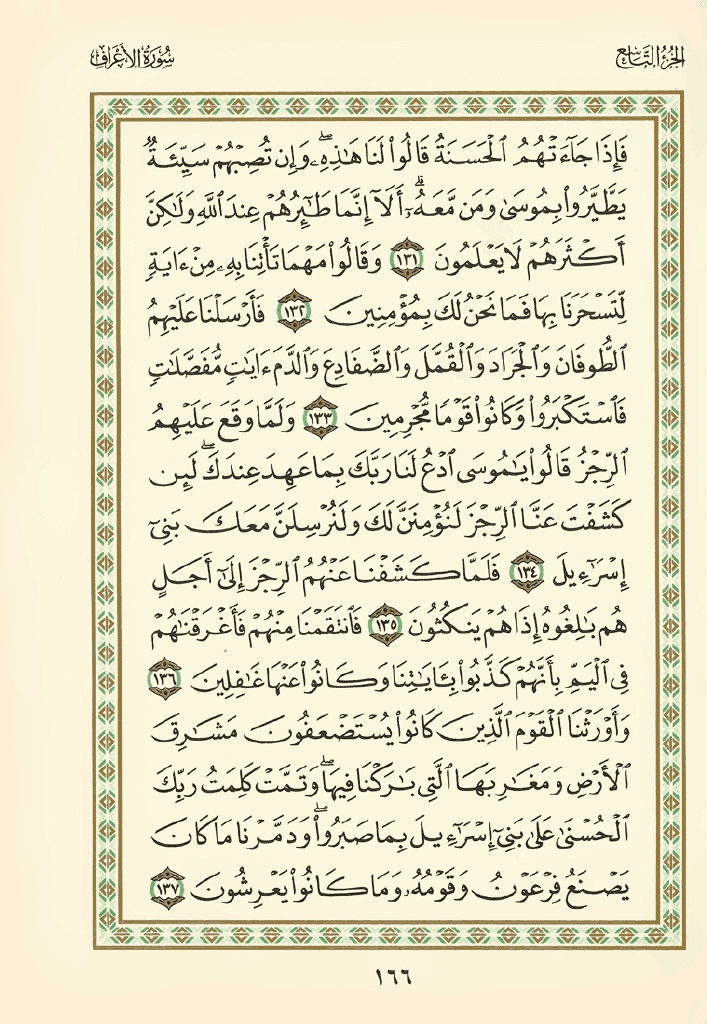 الجزء التاسع
سورة الأعراف
فَإِذَا جَآءَتْهُمُ ٱلْحَسَنَةُ قَالُوا۟ لَنَا هَـٰذِهِۦ ۖ وَإِن تُصِبْهُمْ سَيِّئَةٌ
يَطَّيَّرُوا۟ بِمُوسَىٰ وَمَن مَّعَهُۥٓ ۗ أَلَآ إِنَّمَا طَـٰٓئِرُهُمْ عِندَ ٱللَّهِ وَلَـٰكِنَّ
أَكْثَرَهُمْ لَا يَعْلَمُونَ ١٣١ وَقَالُوا۟ مَهْمَا تَأْتِنَا بِهِۦ مِنْ ءَايَةٍ
لِّتَسْحَرَنَا بِهَا فَمَا نَحْنُ لَكَ بِمُؤْمِنِينَ ١٣٢ فَأَرْسَلْنَا عَلَيْهِمُ
ٱلطُّوفَانَ وَٱلْجَرَادَ وَٱلْقُمَّلَ وَٱلضَّفَادِعَ وَٱلدَّمَ ءَايَـٰتٍ مُّفَصَّلَـٰتٍ
فَٱسْتَكْبَرُوا۟ وَكَانُوا۟ قَوْمًا مُّجْرِمِينَ ١٣٣ وَلَمَّا وَقَعَ عَلَيْهِمُ
ٱلرِّجْزُ قَالُوا۟ يَـٰمُوسَى ٱدْعُ لَنَا رَبَّكَ بِمَا عَهِدَ عِندَكَ ۖ لَئِن
كَشَفْتَ عَنَّا ٱلرِّجْزَ لَنُؤْمِنَنَّ لَكَ وَلَنُرْسِلَنَّ مَعَكَ بَنِىٓ
إِسْرَٰٓءِيلَ ١٣٤ فَلَمَّا كَشَفْنَا عَنْهُمُ ٱلرِّجْزَ إِلَىٰٓ أَجَلٍ
هُم بَـٰلِغُوهُ إِذَا هُمْ يَنكُثُونَ ١٣٥ فَٱنتَقَمْنَا مِنْهُمْ فَأَغْرَقْنَـٰهُمْ
فِى ٱلْيَمِّ بِأَنَّهُمْ كَذَّبُوا۟ بِـَٔايَـٰتِنَا وَكَانُوا۟ عَنْهَا غَـٰفِلِينَ ١٣٦
وَأَوْرَثْنَا ٱلْقَوْمَ ٱلَّذِينَ كَانُوا۟ يُسْتَضْعَفُونَ مَشَـٰرِقَ
ٱلْأَرْضِ وَمَغَـٰرِبَهَا ٱلَّتِى بَـٰرَكْنَا فِيهَا ۖ وَتَمَّتْ كَلِمَتُ رَبِّكَ
ٱلْحُسْنَىٰ عَلَىٰ بَنِىٓ إِسْرَٰٓءِيلَ بِمَا صَبَرُوا۟ ۖ وَدَمَّرْنَا مَا كَانَ
يَصْنَعُ فِرْعَوْنُ وَقَوْمُهُۥ وَمَا كَانُوا۟ يَعْرِشُونَ ١٣٧
١٦٦